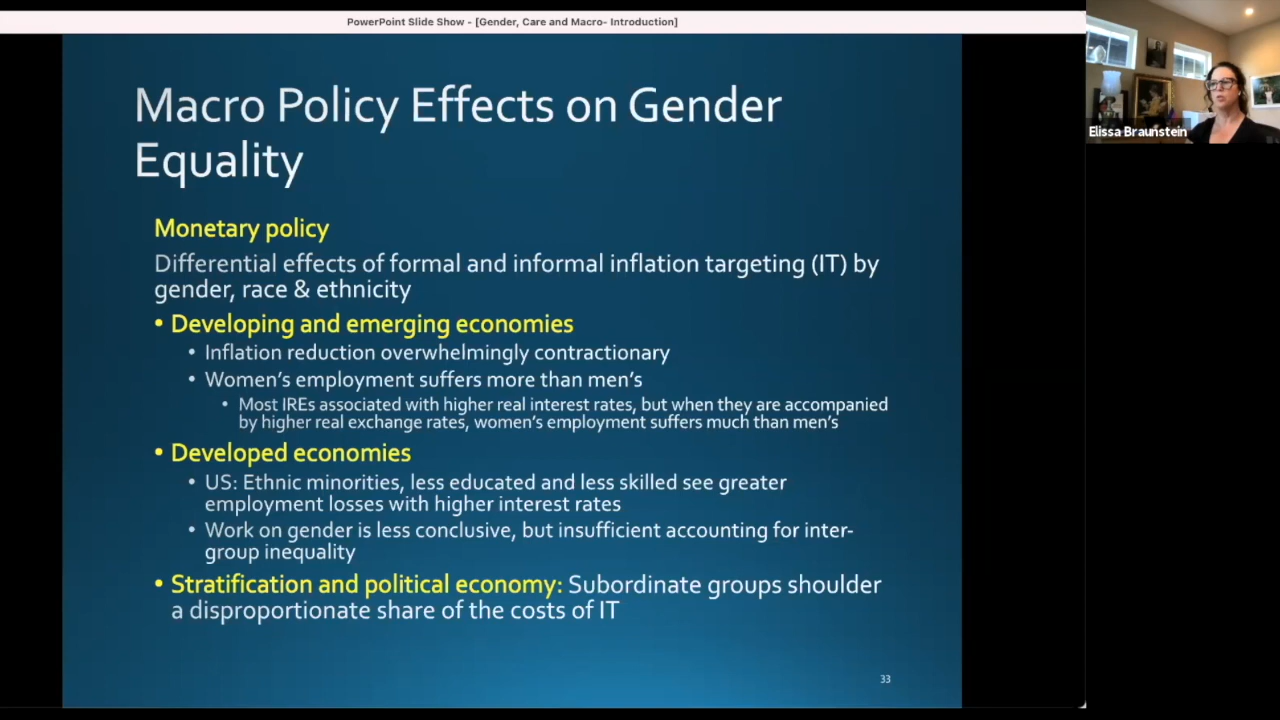 PowerPoint Slide Show - [Gender, Care and Macro- Introduction]
Macro Policy Effects on Gender
Equality
Monetary policy
Differential effects of formal and informal inflation targeting (IT) by
gender, race & ethnicity
• Developing and emerging economies
• Inflation reduction overwhelmingly contractionary
• Women's employment suffers more than men's
• Most IREs associated with higher real interest rates, but when they are accompanied
by higher real exchange rates, women's employment suffers much than men's
• Developed economies
• US: Ethnic minorities, less educated and less skilled see greater
employment losses with higher interest rates
• Work on gender is less conclusive, but insufficient accounting for inter-
group inequality
• Stratification and political economy: Subordinate groups shoulder
a disproportionate share of the costs of IT
33
Elissa Braunstein